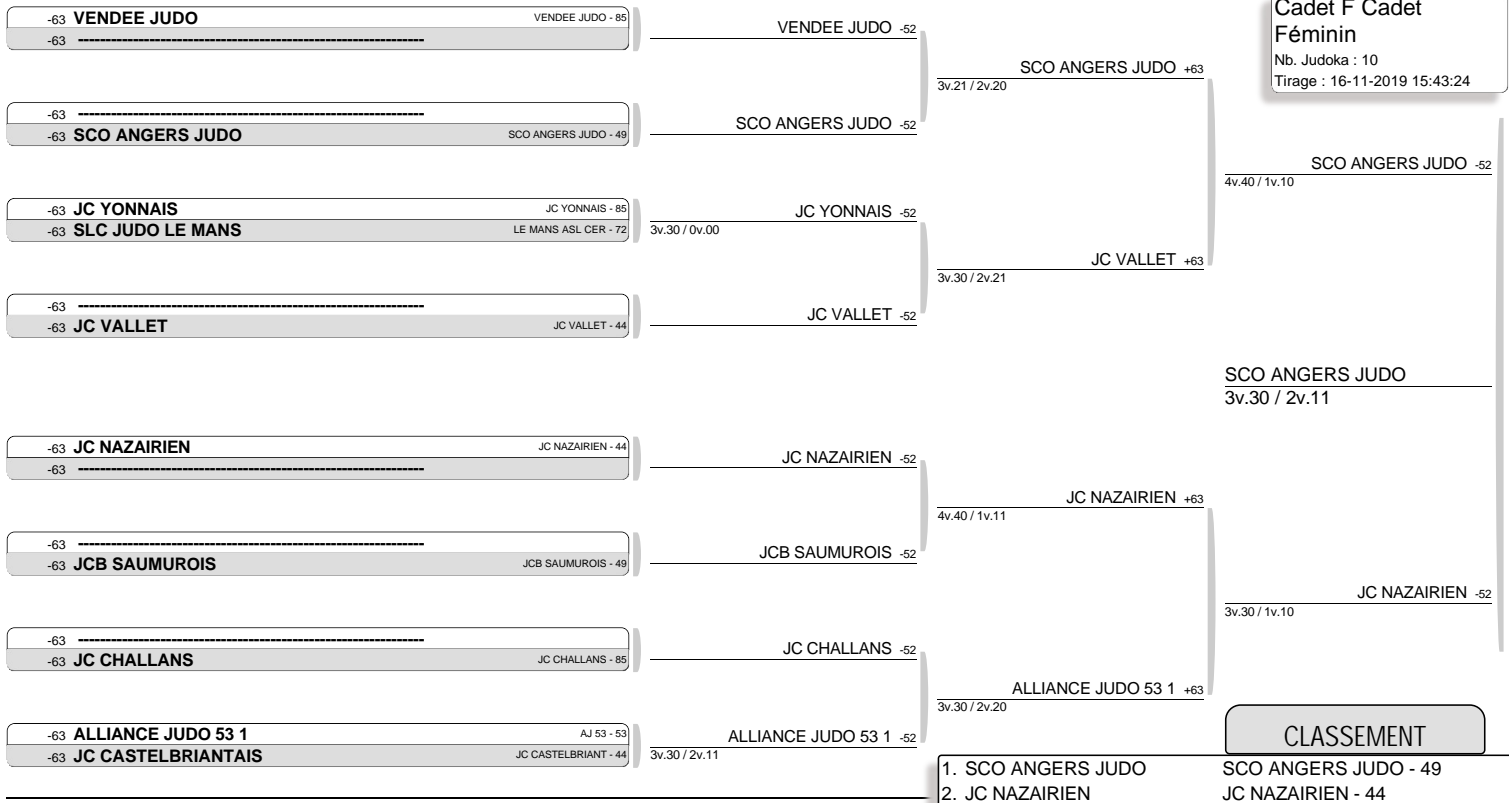 Cadet F Cadet
Féminin
Nb. Judoka : 10
Tirage : 16-11-2019 15:43:24
-63 VENDEE JUDO VENDEE JUDO - 85
-63 ----------------------------------------------------------------------
-63 ----------------------------------------------------------------------
-63 SCO ANGERS JUDO SCO ANGERS JUDO - 49
-63 JC YONNAIS JC YONNAIS - 85
-63 SLC JUDO LE MANS LE MANS ASL CER - 72
-63 ----------------------------------------------------------------------
-63 JC VALLET JC VALLET - 44
-63 JC NAZAIRIEN JC NAZAIRIEN - 44
-63 ----------------------------------------------------------------------
-63 ----------------------------------------------------------------------
-63 JCB SAUMUROIS JCB SAUMUROIS - 49
-63 ----------------------------------------------------------------------
-63 JC CHALLANS JC CHALLANS - 85
-63 ALLIANCE JUDO 53 1 AJ 53 - 53
-63 JC CASTELBRIANTAIS JC CASTELBRIANT - 44
VENDEE JUDO -52
SCO ANGERS JUDO -52
JC YONNAIS -52
3v.30 / 0v.00
JC VALLET -52
JC NAZAIRIEN -52
JCB SAUMUROIS -52
JC CHALLANS -52
ALLIANCE JUDO 53 1 -52
3v.30 / 2v.11
SCO ANGERS JUDO +63
3v.21 / 2v.20
JC VALLET +63
3v.30 / 2v.21
JC NAZAIRIEN +63
4v.40 / 1v.11
ALLIANCE JUDO 53 1 +63
3v.30 / 2v.20
SCO ANGERS JUDO -52
4v.40 / 1v.10
SCO ANGERS JUDO
3v.30 / 2v.11
JC NAZAIRIEN -52
3v.30 / 1v.10
CLASSEMENT
1. SCO ANGERS JUDO SCO ANGERS JUDO - 49
2. JC NAZAIRIEN JC NAZAIRIEN - 44